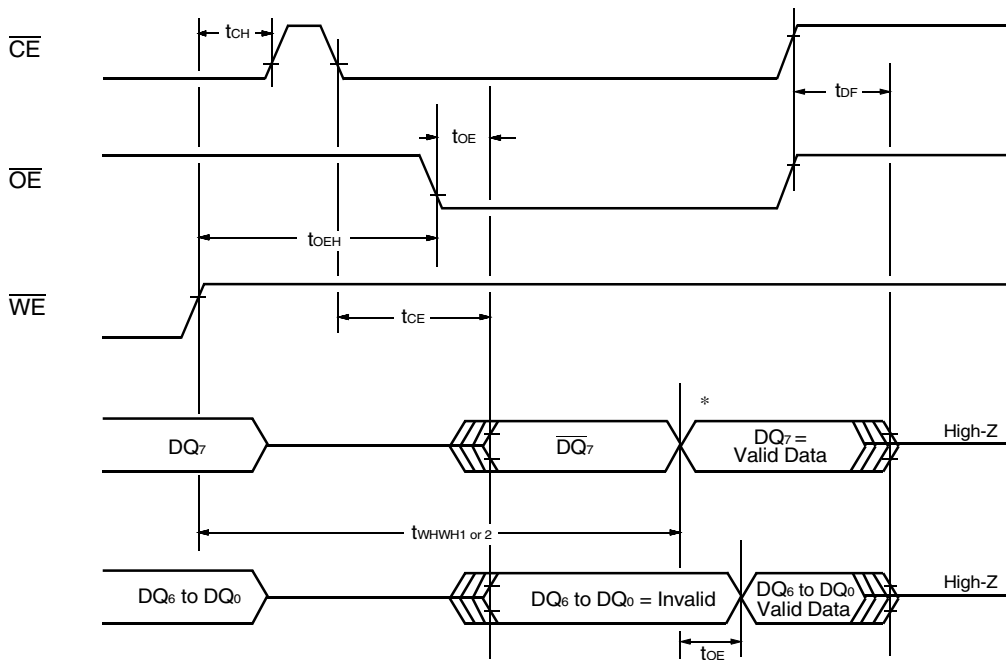 CE
tCH
tDF
tOE
OE
tOEH
WE
tCE
*
DQ7
DQ7
DQ7 =
Valid Data
High-Z
tWHWH1 or 2
DQ6 to DQ0
DQ6 to DQ0 = Invalid
DQ6 to DQ0
Valid Data
High-Z
tOE